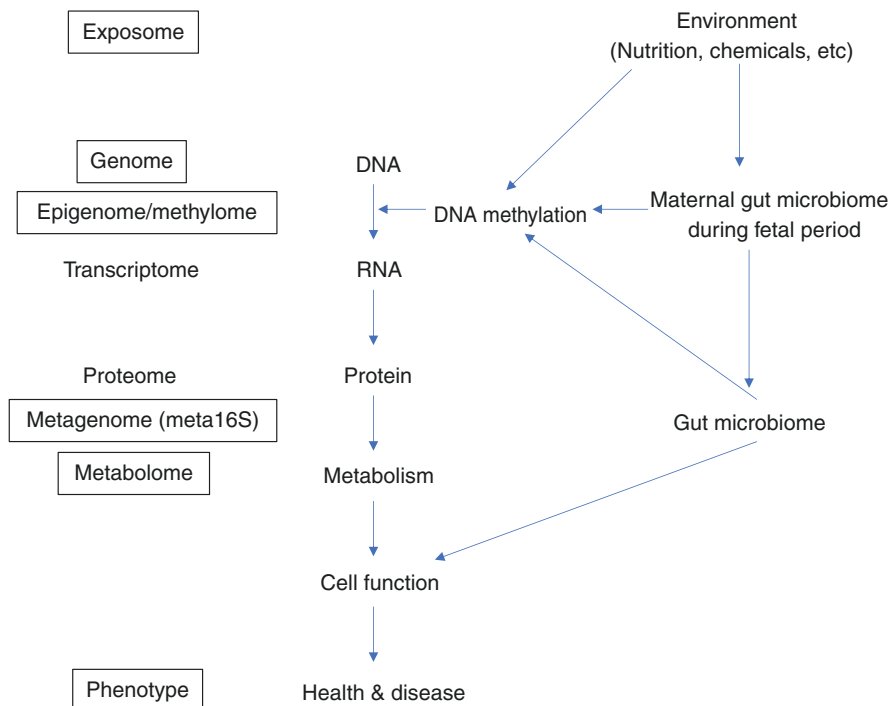 Exposome
Environment
(Nutrition, chemicals, etc)
Genome
DNA
Epigenome/methylome
DNA methylation
Maternal gut microbiome
during fetal period
Transcriptome
RNA
Proteome
Protein
Metagenome (meta16S)
Gut microbiome
Metabolome
Metabolism
Cell function
Phenotype
Health & disease